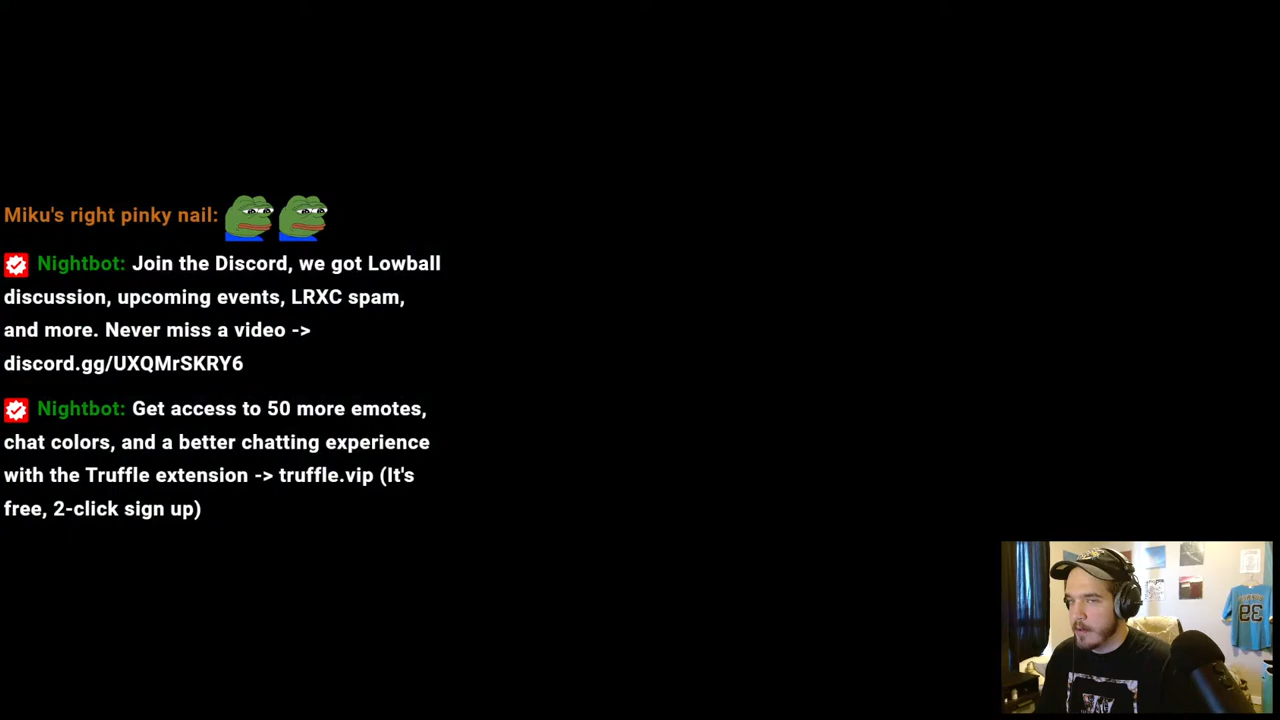 Miku's right pinky nail:
Nightbot: Join the Discord, we got Lowball
discussion, upcoming events, LRXC spam,
and more. Never miss a video ->
discord.gg/UXQMrSKRY6
Nightbot: Get access to 50 more emotes,
chat colors, and a better chatting experience
with the Truffle extension -> truffle.vip (It's
free, 2-click sign up)